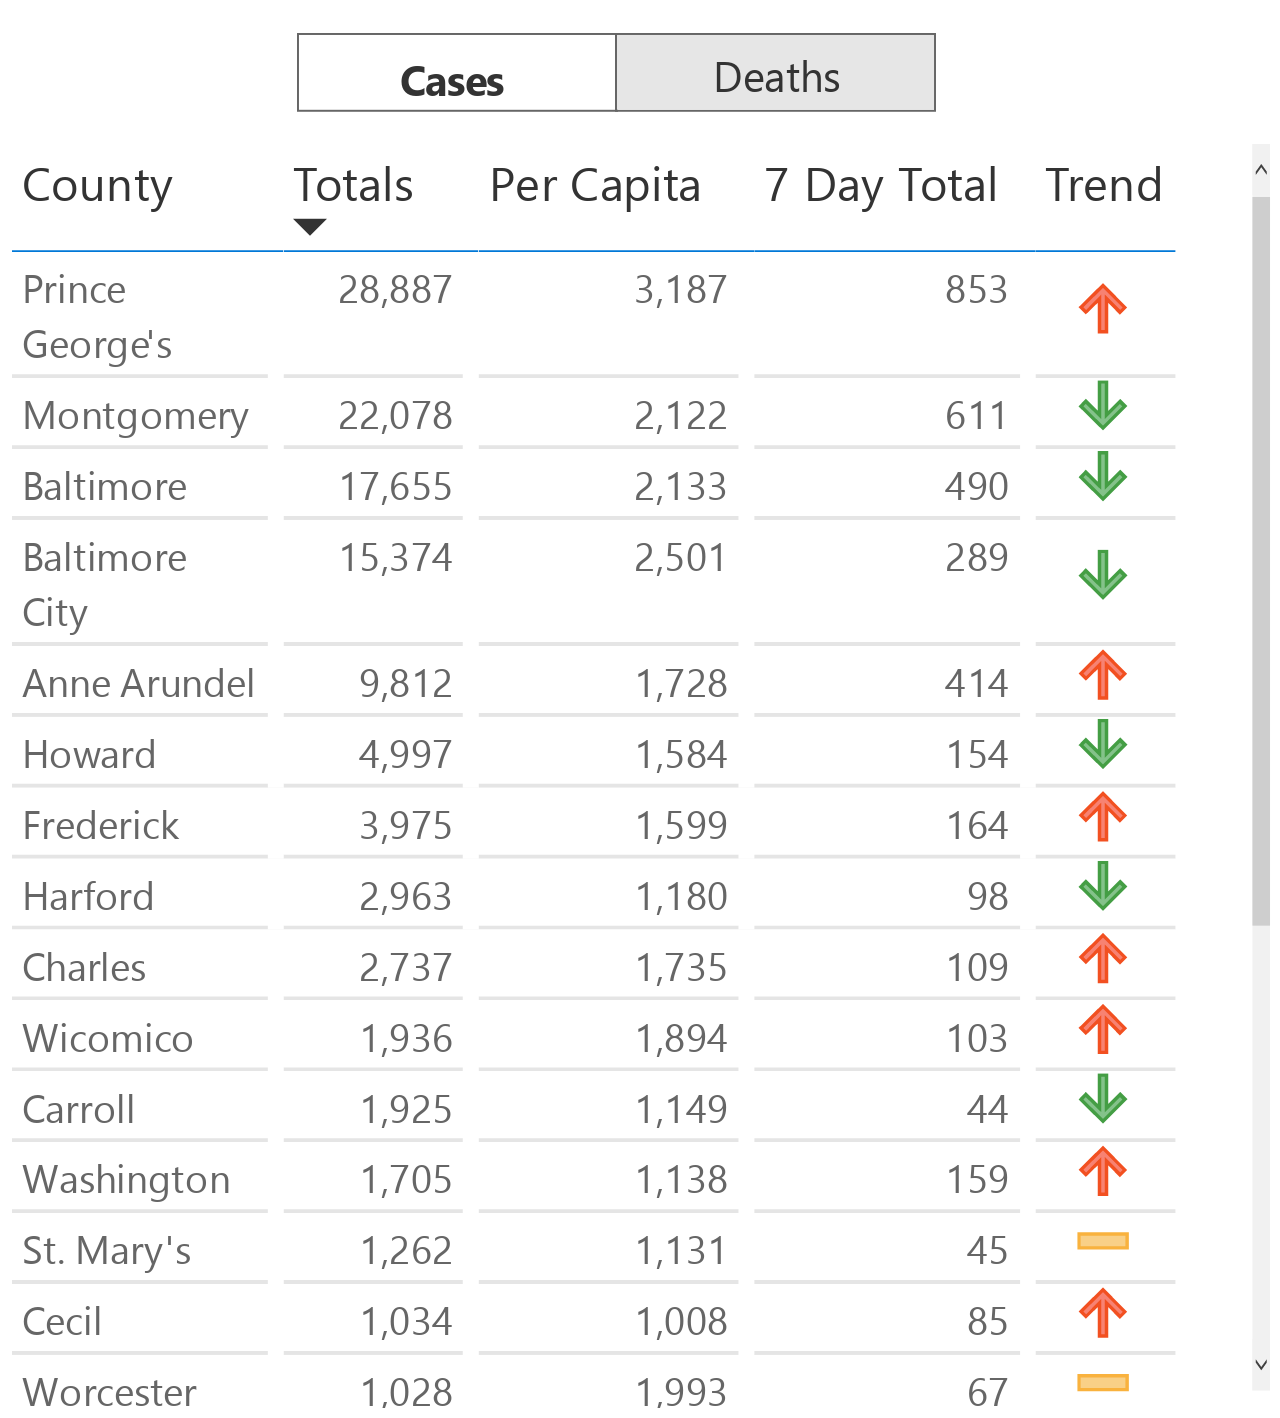 Cases Deaths
County Totals Per Capita 7 Day Total Trend
Prince 28,887 3,187 853
George's
Montgomery 22,078 2,122 611
Baltimore 17,655 2,133 490
Baltimore 15,374 2,501 289
City
Anne Arundel 9,812 1,728 414
Howard 4,997 1,584 154
Frederick 3,975 1,599 164
Harford 2,963 1,180 98
Charles 2,737 1,735 109
Wicomico 1,936 1,894 103
Carroll 1,925 1,149 44
Washington 1,705 1,138 159
St. Mary's 1,262 1,131 45
Cecil 1,034 1,008 85
Worcester 1,028 1,993 67